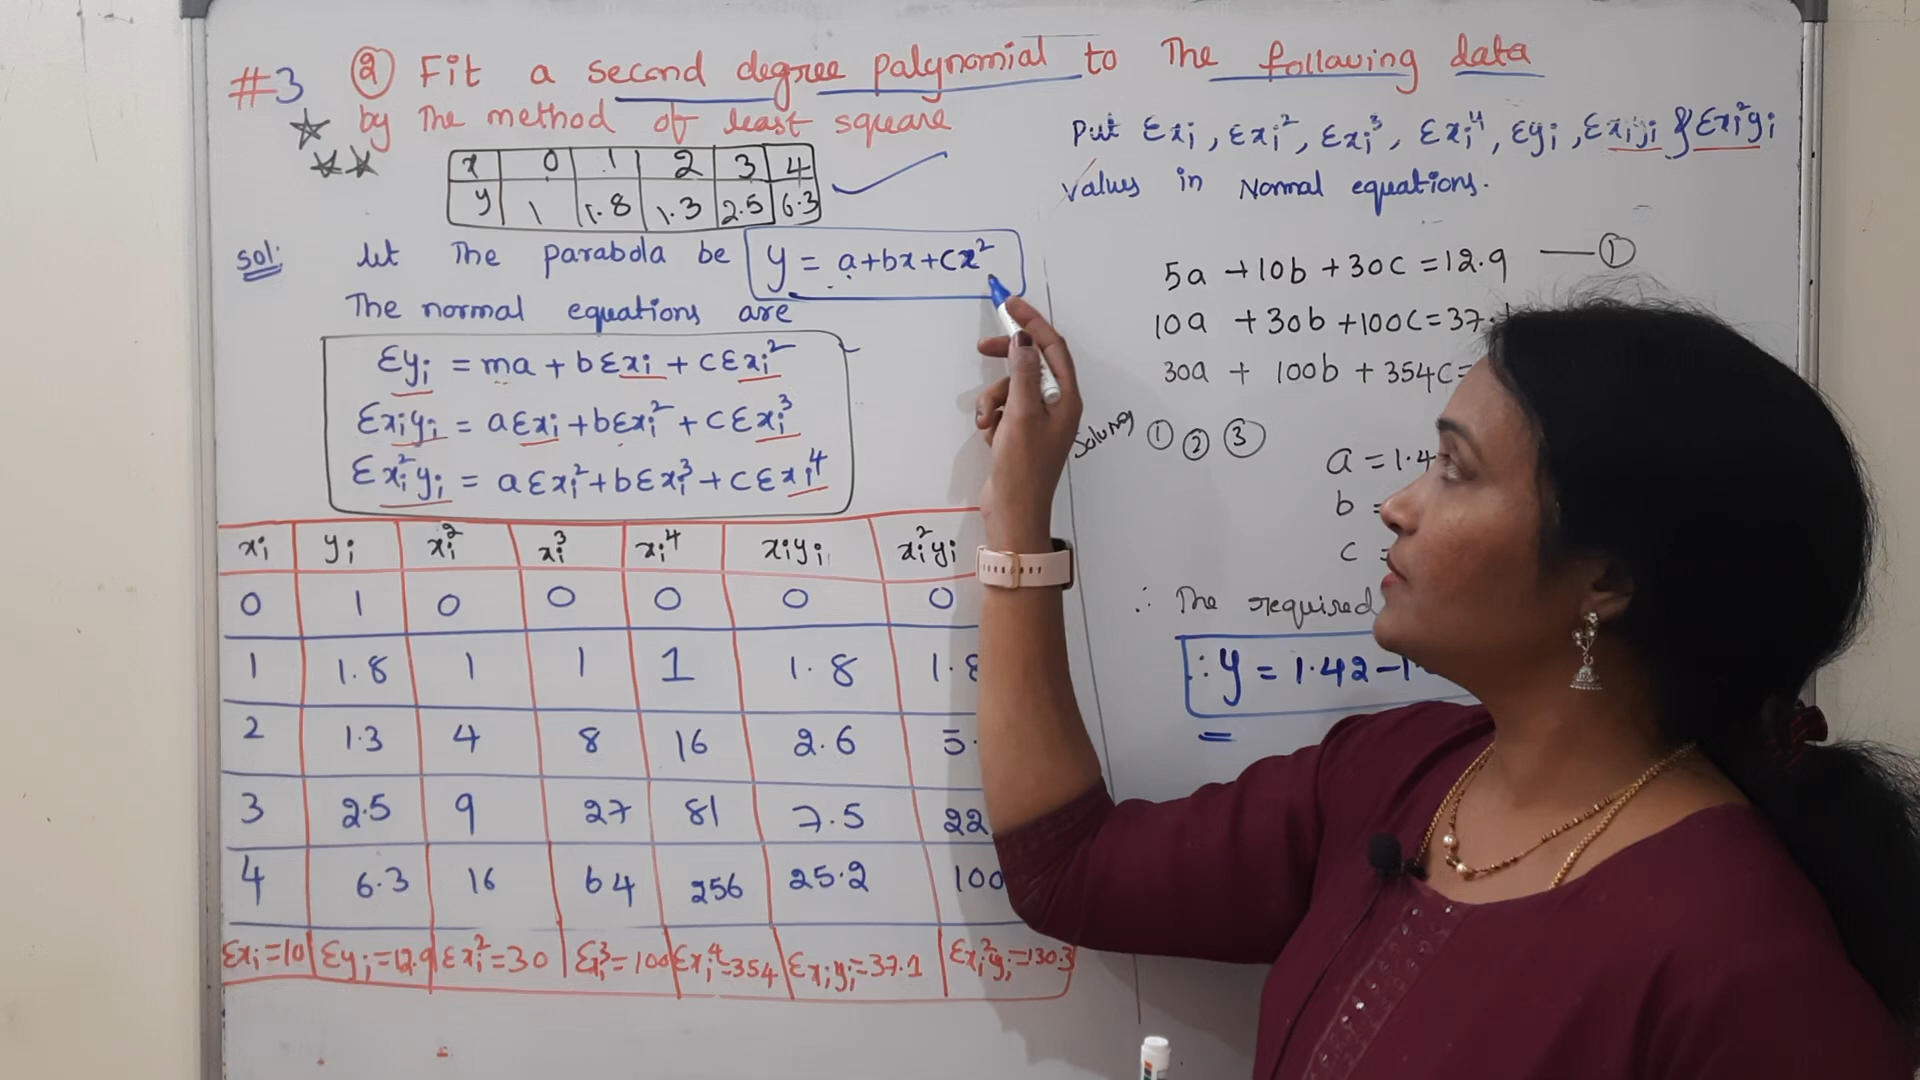 #3 ② Fit a second degree palynomial to The following data
by The method of least square
x 0 1 2 3 4
y 1 1.8 1.3 2.5 6.3
sol: let The parabola be y = a+bx+cx²
The normal equations are
Σyᵢ = ma + bΣxᵢ + cΣxᵢ²
Σxᵢyᵢ = aΣxᵢ + bΣxᵢ² + cΣxᵢ³
Σxᵢ²yᵢ = aΣxᵢ² + bΣxᵢ³ + cΣxᵢ⁴
xᵢ yᵢ xᵢ² xᵢ³ xᵢ⁴ xᵢyᵢ xᵢ²yᵢ
0 1 0 0 0 0 0
1 1.8 1 1 1 1.8 1.8
2 1.3 4 8 16 2.6 5.
3 2.5 9 27 81 7.5 22
4 6.3 16 64 256 25.2 100
Σxᵢ=10 Σyᵢ=12.9 Σxᵢ²=30 Σxᵢ³=100 Σxᵢ⁴=354 Σxᵢyᵢ=37.1 Σxᵢ²yᵢ=130.3
Put Σxᵢ, Σxᵢ², Σxᵢ³, Σxᵢ⁴, Σyᵢ, Σxᵢyᵢ & Σxᵢ²yᵢ
values in Normal equations.
5a + 10b + 30c = 12.9 — ①
10a + 30b + 100c = 37.
30a + 100b + 354c =
Solving ① ② ③
a = 1.4
b =
c =
∴ The required
∴ y = 1.42 - 1.